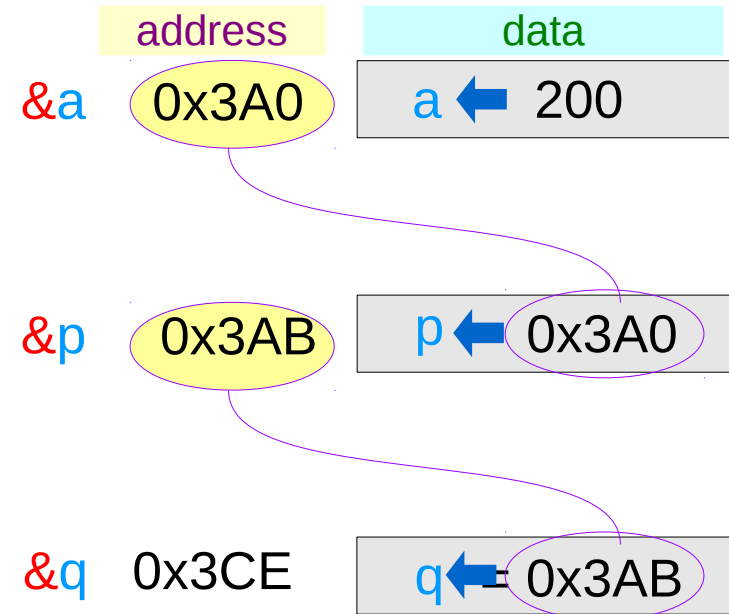 address data
&a 0x3A0 a 200
&p 0x3AB p 0x3A0
&q 0x3CE q = 0x3AB